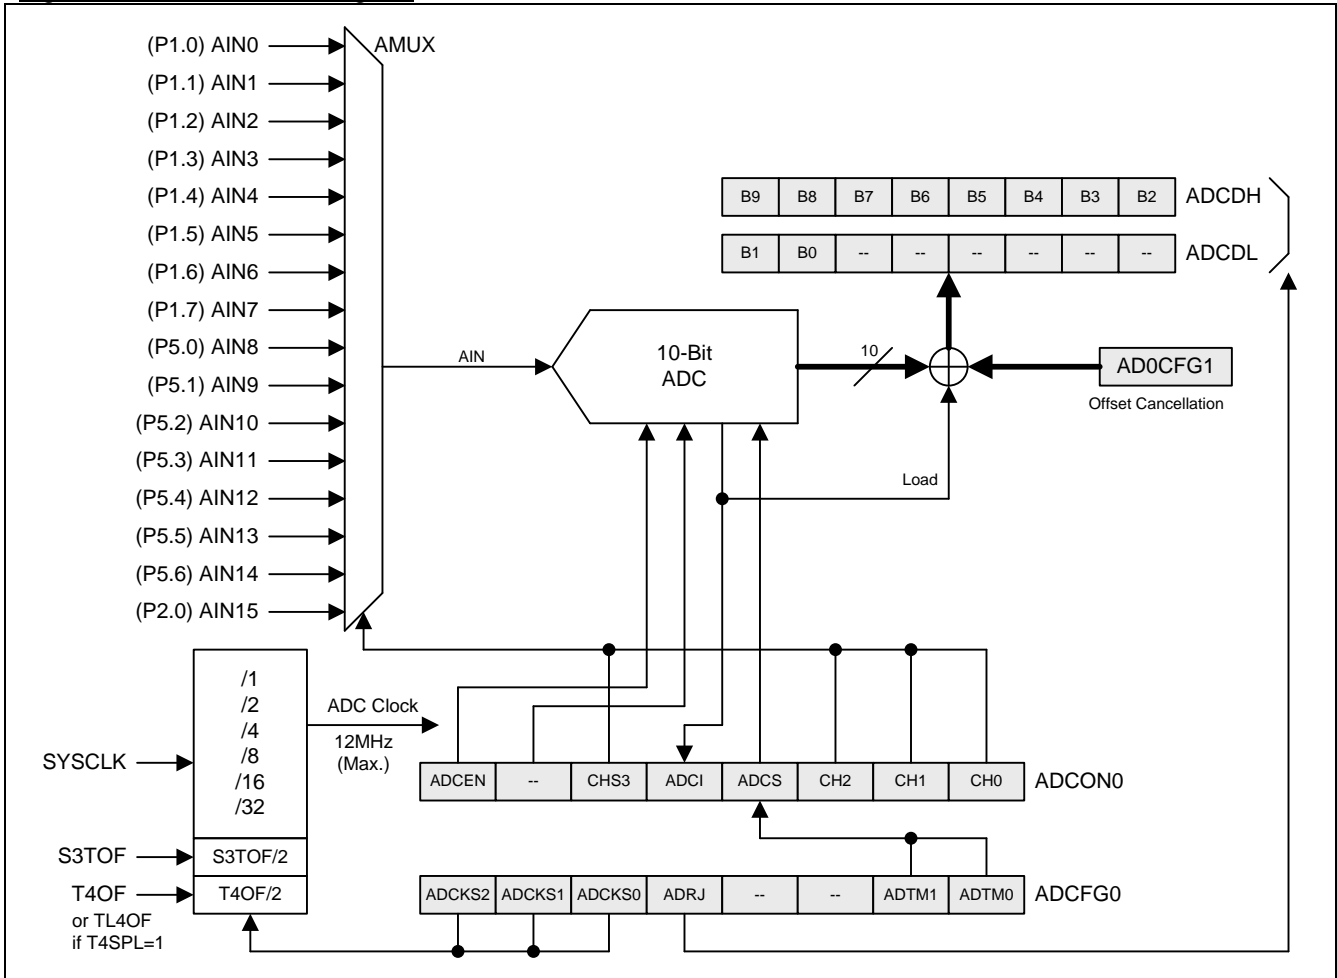 (P1.0) AIN0
AMUX
(P1.1) AIN1
(P1.2) AIN2
(P1.3) AIN3
(P1.4) AIN4
(P1.5) AIN5
(P1.6) AIN6
(P1.7) AIN7
(P5.0) AIN8
(P5.1) AIN9
(P5.2) AIN10
(P5.3) AIN11
(P5.4) AIN12
(P5.5) AIN13
(P5.6) AIN14
(P2.0) AIN15
B9 B8 B7 B6 B5 B4 B3 B2 ADCDH
B1 B0 -- -- -- -- -- -- ADCDL
AIN
10-Bit
ADC
10
AD0CFG1
Offset Cancellation
Load
/1
/2
/4
/8
/16
/32
SYSCLK
ADC Clock
12MHz
(Max.)
ADCEN -- CHS3 ADCI ADCS CH2 CH1 CH0 ADCON0
S3TOF
S3TOF/2
T4OF
T4OF/2
or TL4OF
if T4SPL=1
ADCKS2 ADCKS1 ADCKS0 ADRJ -- -- ADTM1 ADTM0 ADCFG0